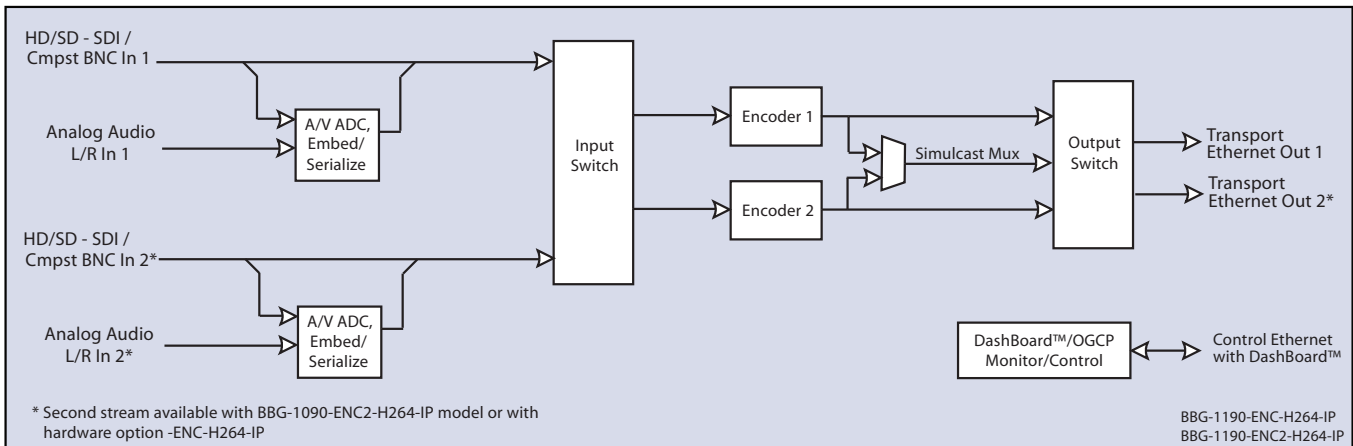 HD/SD - SDI /
Cmpst BNC In 1
Analog Audio
L/R In 1
A/V ADC,
Embed/
Serialize
HD/SD - SDI /
Cmpst BNC In 2*
Analog Audio
L/R In 2*
A/V ADC,
Embed/
Serialize
Input
Switch
Encoder 1
Encoder 2
Simulcast Mux
Output
Switch
Transport
Ethernet Out 1
Transport
Ethernet Out 2*
DashBoard™/OGCP
Monitor/Control
Control Ethernet
with DashBoard™
* Second stream available with BBG-1090-ENC2-H264-IP model or with
hardware option -ENC-H264-IP
BBG-1190-ENC-H264-IP
BBG-1190-ENC2-H264-IP